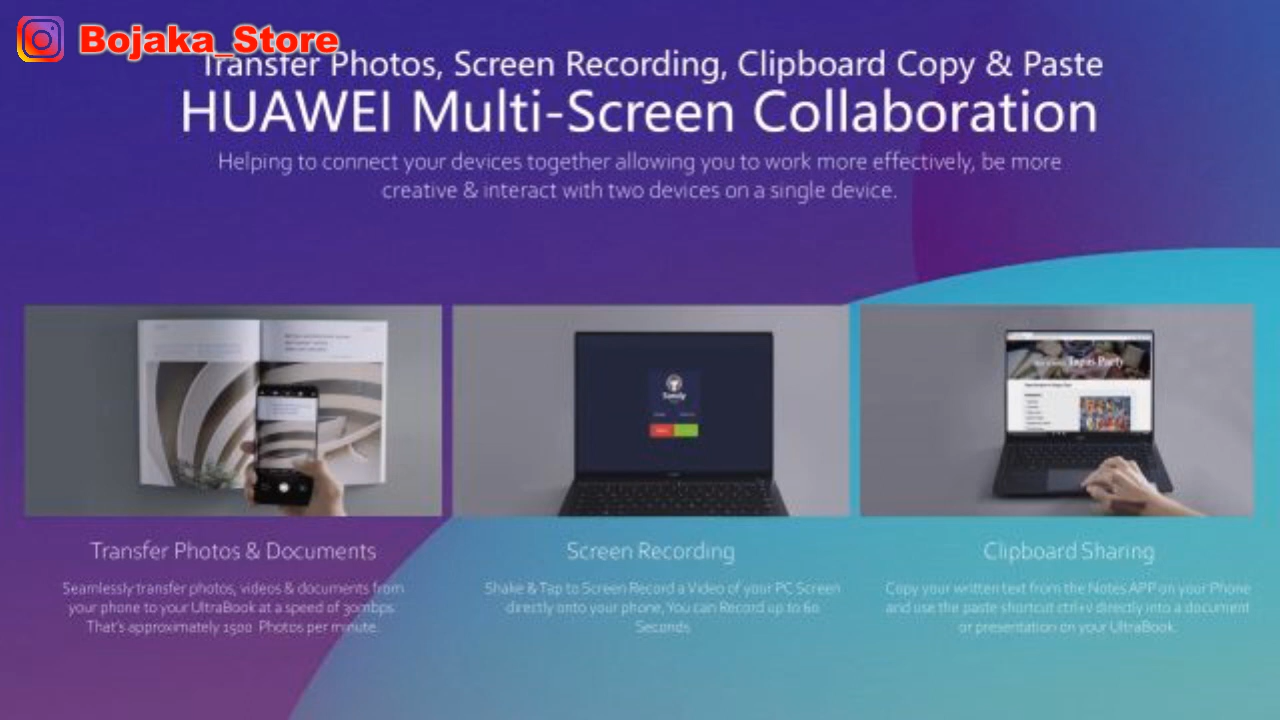 Bojaka_Store
Transfer Photos, Screen Recording, Clipboard Copy & Paste
HUAWEI Multi-Screen Collaboration
Helping to connect your devices together allowing you to work more effectively, be more
creative & interact with two devices on a single device.
Tapas Party
Transfer Photos & Documents
Seamlessly transfer photos, videos & documents from
your phone to your UltraBook at a speed of 30mbps.
That's approximately 1500 Photos per minute.
Screen Recording
Shake & Tap to Screen Record a Video of your PC Screen
directly onto your phone, You can Record up to 60
Seconds
Clipboard Sharing
Copy your written text from the Notes APP on your Phone
and use the paste shortcut ctrl+v directly into a document
or presentation on your UltraBook.